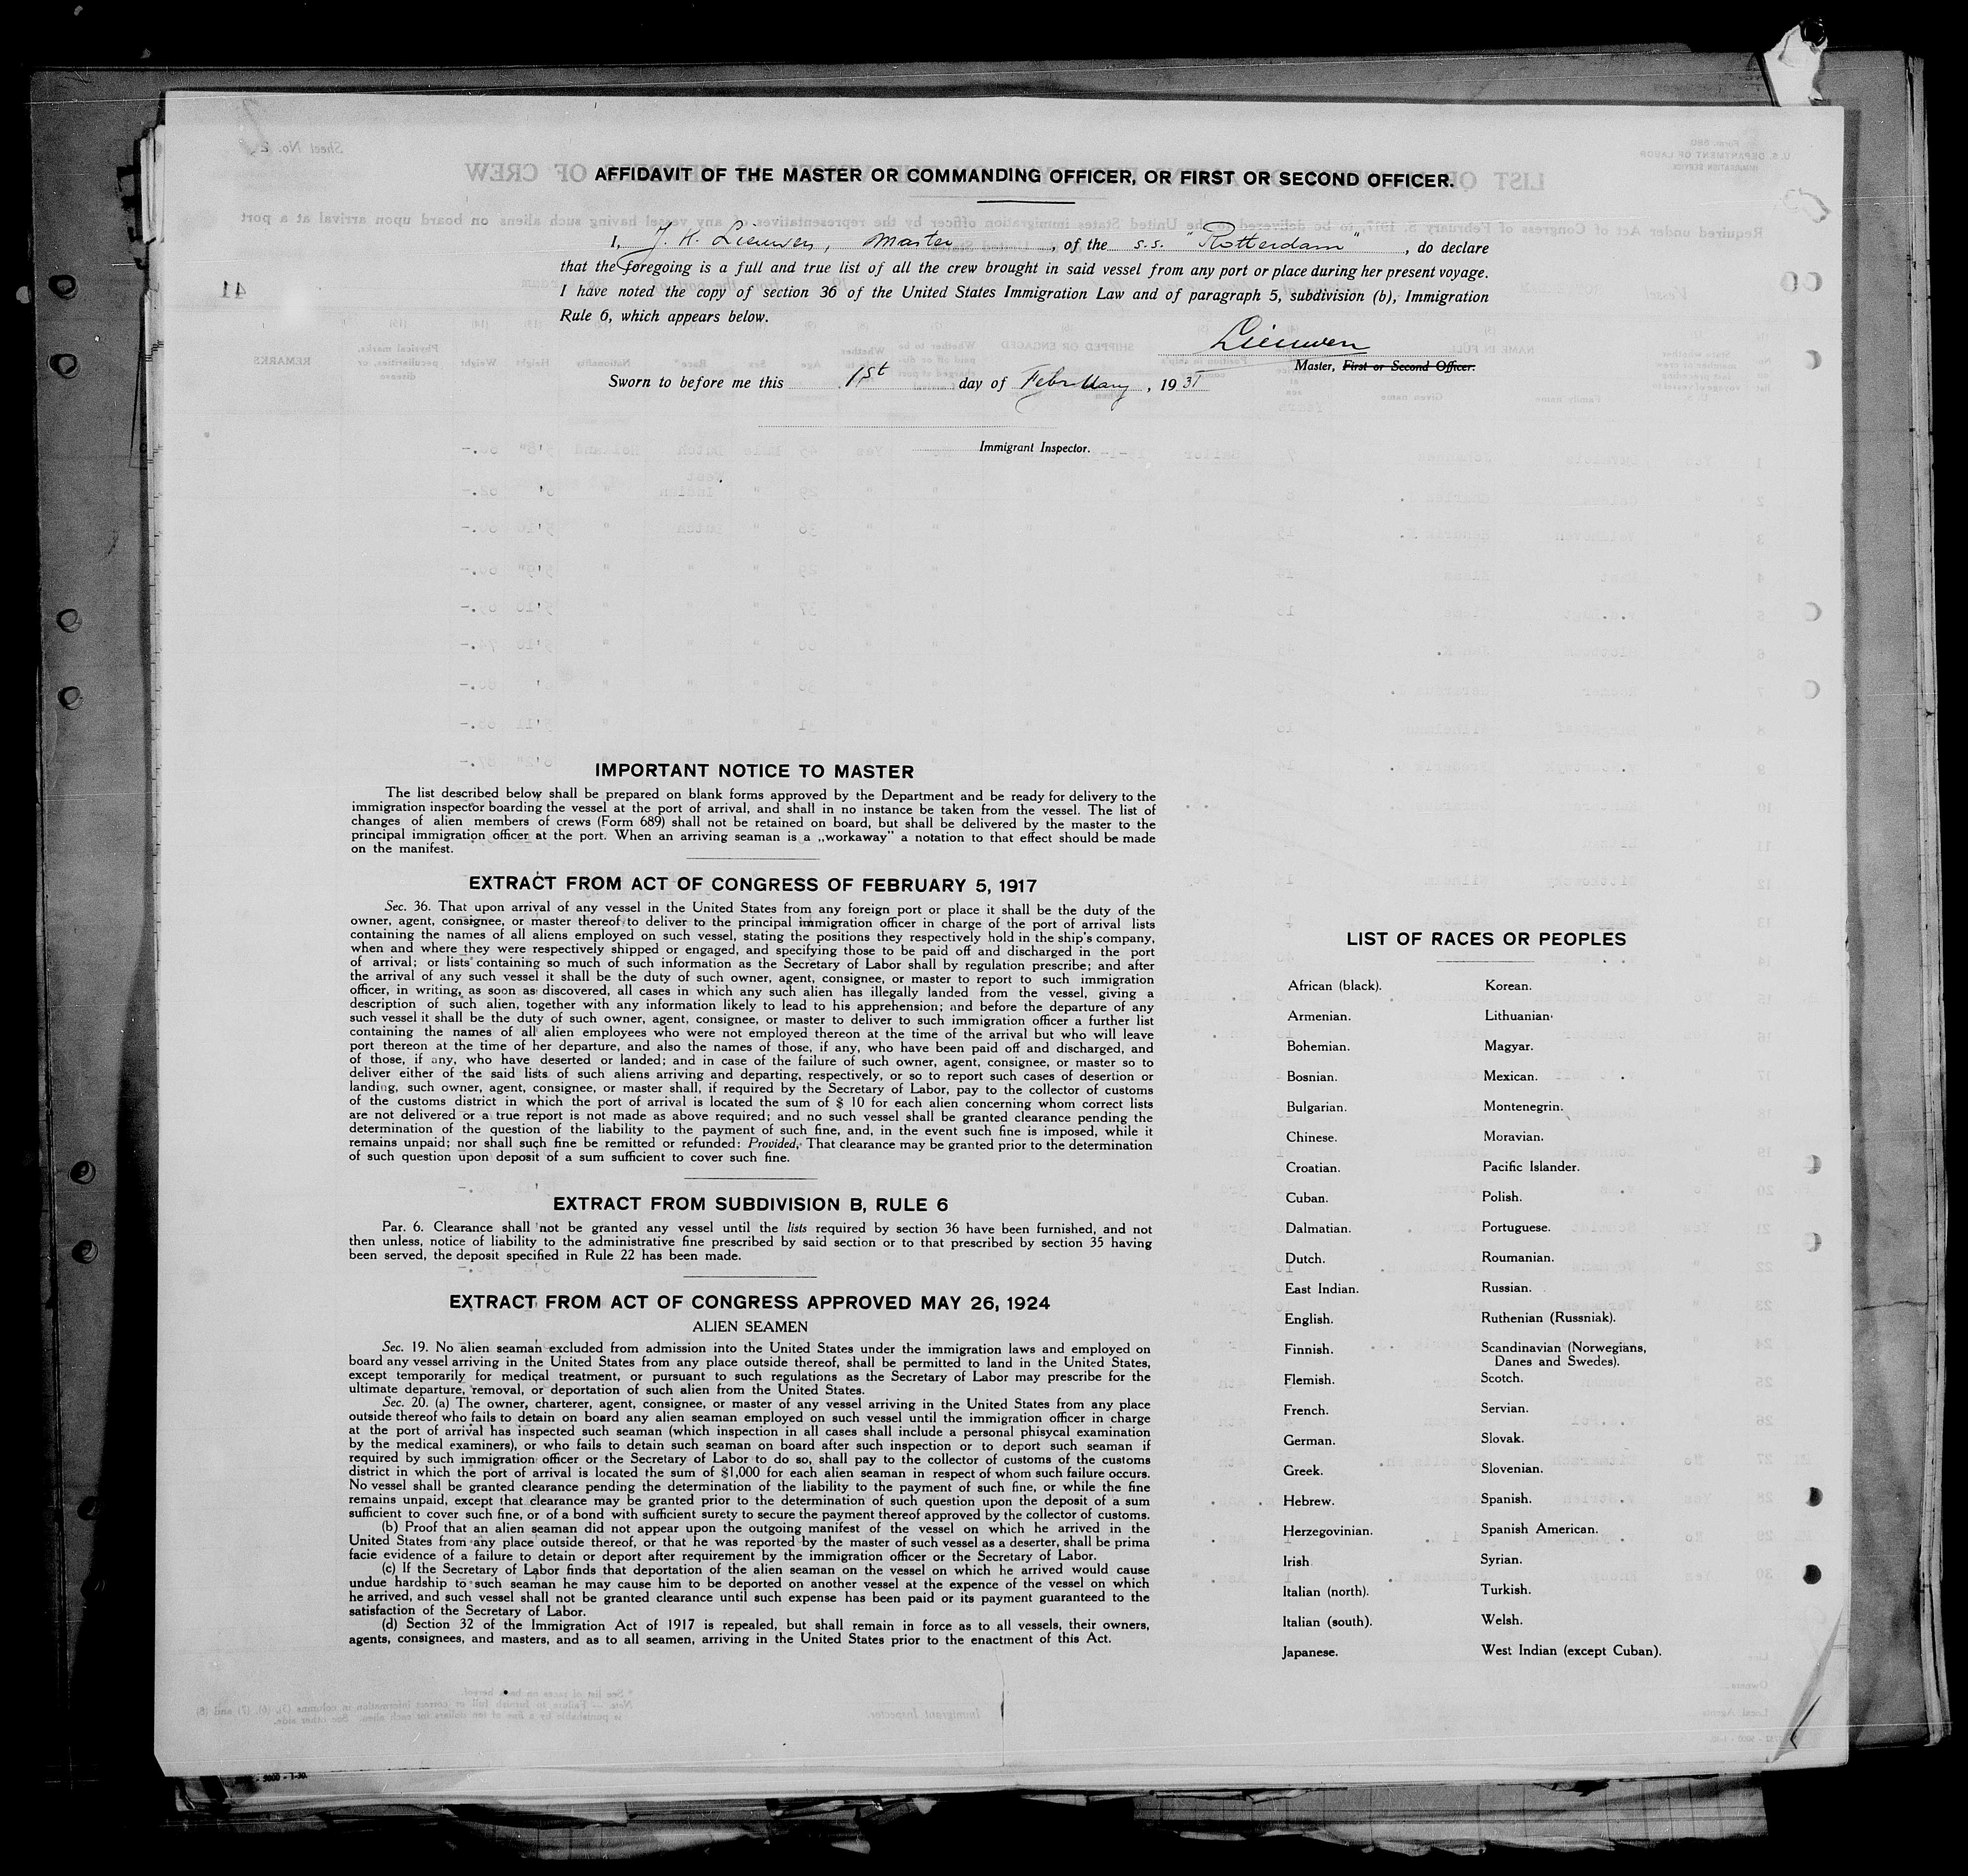 AFFIDAVIT OF THE MASTER OR COMMANDING OFFICER, OR FIRST OR SECOND OFFICER.
I, J. H. Lieuwen, Master, of the s.s. "Rotterdam", do declare
that the foregoing is a full and true list of all the crew brought in said vessel from any port or place during her present voyage.
I have noted the copy of section 36 of the United States Immigration Law and of paragraph 5, subdivision (b), Immigration
Rule 6, which appears below.
Lieuwen
Master, First or Second Officer.
Sworn to before me this 1st day of February, 1931
Immigrant Inspector.
IMPORTANT NOTICE TO MASTER
The list described below shall be prepared on blank forms approved by the Department and be ready for delivery to the
immigration inspector boarding the vessel at the port of arrival, and shall in no instance be taken from the vessel. The list of
changes of alien members of crews (Form 689) shall not be retained on board, but shall be delivered by the master to the
principal immigration officer at the port. When an arriving seaman is a „workaway” a notation to that effect should be made
on the manifest.
EXTRACT FROM ACT OF CONGRESS OF FEBRUARY 5, 1917
Sec. 36. That upon arrival of any vessel in the United States from any foreign port or place it shall be the duty of the
owner, agent, consignee, or master thereof to deliver to the principal immigration officer in charge of the port of arrival lists
containing the names of all aliens employed on such vessel, stating the positions they respectively hold in the ship's company,
when and where they were respectively shipped or engaged, and specifying those to be paid off and discharged in the port
of arrival; or lists containing so much of such information as the Secretary of Labor shall by regulation prescribe; and after
the arrival of any such vessel it shall be the duty of such owner, agent, consignee, or master to report to such immigration
officer, in writing, as soon as discovered, all cases in which any such alien has illegally landed from the vessel, giving a
description of such alien, together with any information likely to lead to his apprehension; and before the departure of any
such vessel it shall be the duty of such owner, agent, consignee, or master to deliver to such immigration officer a further list
containing the names of all alien employees who were not employed thereon at the time of the arrival but who will leave
port thereon at the time of her departure, and also the names of those, if any, who have been paid off and discharged, and
of those, if any, who have deserted or landed; and in case of the failure of such owner, agent, consignee, or master so to
deliver either of the said lists of such aliens arriving and departing, respectively, or so to report such cases of desertion or
landing, such owner, agent, consignee, or master shall, if required by the Secretary of Labor, pay to the collector of customs
of the customs district in which the port of arrival is located the sum of $ 10 for each alien concerning whom correct lists
are not delivered or a true report is not made as above required; and no such vessel shall be granted clearance pending the
determination of the question of the liability to the payment of such fine, and, in the event such fine is imposed, while it
remains unpaid; nor shall such fine be remitted or refunded: Provided, That clearance may be granted prior to the determination
of such question upon deposit of a sum sufficient to cover such fine.
EXTRACT FROM SUBDIVISION B, RULE 6
Par. 6. Clearance shall not be granted any vessel until the lists required by section 36 have been furnished, and not
then unless, notice of liability to the administrative fine prescribed by said section or to that prescribed by section 35 having
been served, the deposit specified in Rule 22 has been made.
EXTRACT FROM ACT OF CONGRESS APPROVED MAY 26, 1924
ALIEN SEAMEN
Sec. 19. No alien seaman excluded from admission into the United States under the immigration laws and employed on
board any vessel arriving in the United States from any place outside thereof, shall be permitted to land in the United States,
except temporarily for medical treatment, or pursuant to such regulations as the Secretary of Labor may prescribe for the
ultimate departure, removal, or deportation of such alien from the United States.
Sec. 20. (a) The owner, charterer, agent, consignee, or master of any vessel arriving in the United States from any place
outside thereof who fails to detain on board any alien seaman employed on such vessel until the immigration officer in charge
at the port of arrival has inspected such seaman (which inspection in all cases shall include a personal phisycal examination
by the medical examiners), or who fails to detain such seaman on board after such inspection or to deport such seaman if
required by such immigration officer or the Secretary of Labor to do so, shall pay to the collector of customs of the customs
district in which the port of arrival is located the sum of $1,000 for each alien seaman in respect of whom such failure occurs.
No vessel shall be granted clearance pending the determination of the liability to the payment of such fine, or while the fine
remains unpaid, except that clearance may be granted prior to the determination of such question upon the deposit of a sum
sufficient to cover such fine, or of a bond with sufficient surety to secure the payment thereof approved by the collector of customs.
(b) Proof that an alien seaman did not appear upon the outgoing manifest of the vessel on which he arrived in the
United States from any place outside thereof, or that he was reported by the master of such vessel as a deserter, shall be prima
facie evidence of a failure to detain or deport after requirement by the immigration officer or the Secretary of Labor.
(c) If the Secretary of Labor finds that deportation of the alien seaman on the vessel on which he arrived would cause
undue hardship to such seaman he may cause him to be deported on another vessel at the expence of the vessel on which
he arrived, and such vessel shall not be granted clearance until such expense has been paid or its payment guaranteed to the
satisfaction of the Secretary of Labor.
(d) Section 32 of the Immigration Act of 1917 is repealed, but shall remain in force as to all vessels, their owners,
agents, consignees, and masters, and as to all seamen, arriving in the United States prior to the enactment of this Act.
LIST OF RACES OR PEOPLES
African (black).
Armenian.
Bohemian.
Bosnian.
Bulgarian.
Chinese.
Croatian.
Cuban.
Dalmatian.
Dutch.
East Indian.
English.
Finnish.
Flemish.
French.
German.
Greek.
Hebrew.
Herzegovinian.
Irish
Italian (north).
Italian (south).
Japanese.
Korean.
Lithuanian.
Magyar.
Mexican.
Montenegrin.
Moravian.
Pacific Islander.
Polish.
Portuguese.
Roumanian.
Russian.
Ruthenian (Russniak).
Scandinavian (Norwegians,
Danes and Swedes).
Scotch.
Servian.
Slovak.
Slovenian.
Spanish.
Spanish American.
Syrian.
Turkish.
Welsh.
West Indian (except Cuban).